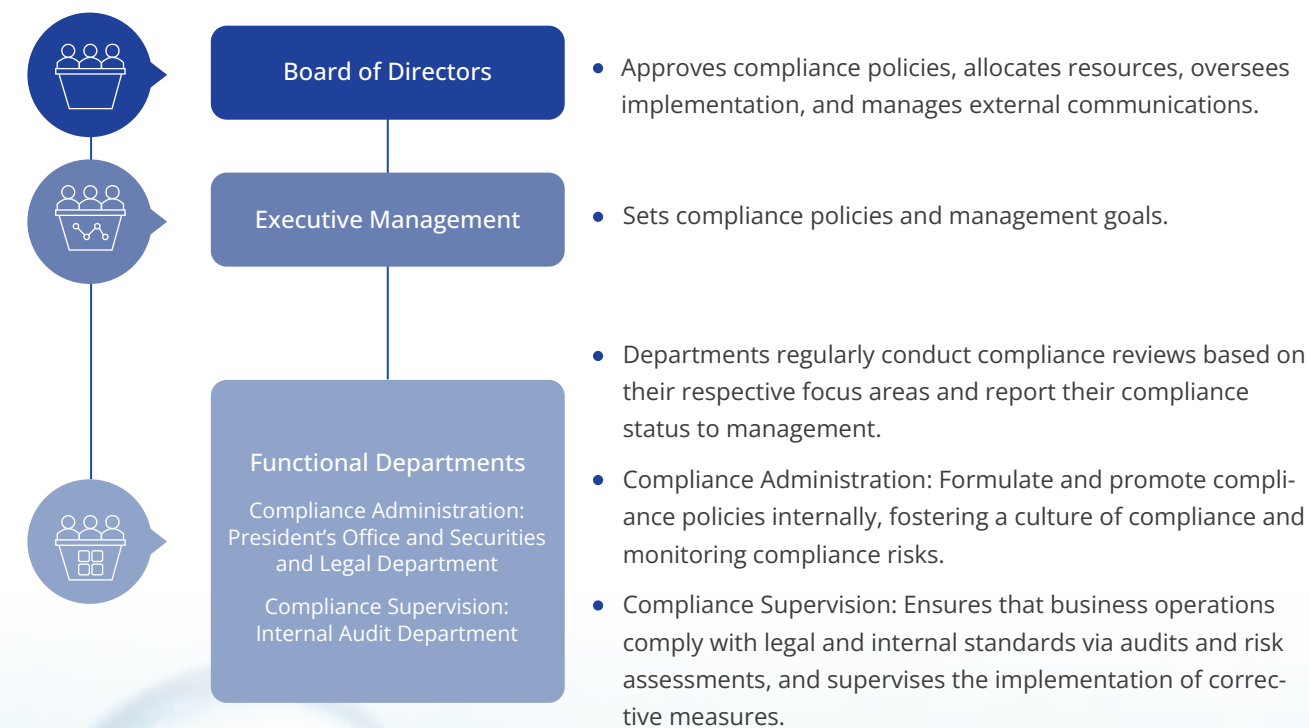 Board of Directors
• Approves compliance policies, allocates resources, oversees
implementation, and manages external communications.
Executive Management
• Sets compliance policies and management goals.
Functional Departments
Compliance Administration:
President’s Office and Securities
and Legal Department
Compliance Supervision:
Internal Audit Department
• Departments regularly conduct compliance reviews based on
their respective focus areas and report their compliance
status to management.
• Compliance Administration: Formulate and promote compli-
ance policies internally, fostering a culture of compliance and
monitoring compliance risks.
• Compliance Supervision: Ensures that business operations
comply with legal and internal standards via audits and risk
assessments, and supervises the implementation of correc-
tive measures.